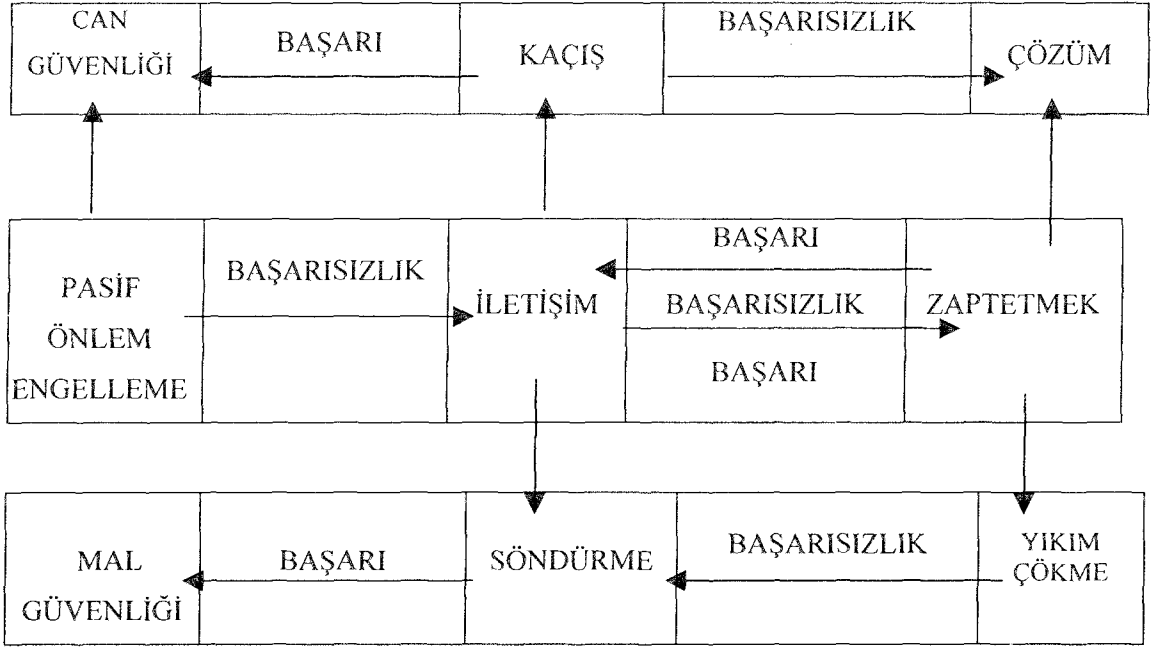 CAN
GÜVENLİĞİ
BAŞARI
KAÇIŞ
BAŞARISIZLIK
ÇÖZÜM
PASİF
ÖNLEM
ENGELLEME
BAŞARISIZLIK
İLETİŞİM
BAŞARI
BAŞARISIZLIK
BAŞARI
ZAPTETMEK
MAL
GÜVENLİĞİ
BAŞARI
SÖNDÜRME
BAŞARISIZLIK
YIKIM
ÇÖKME